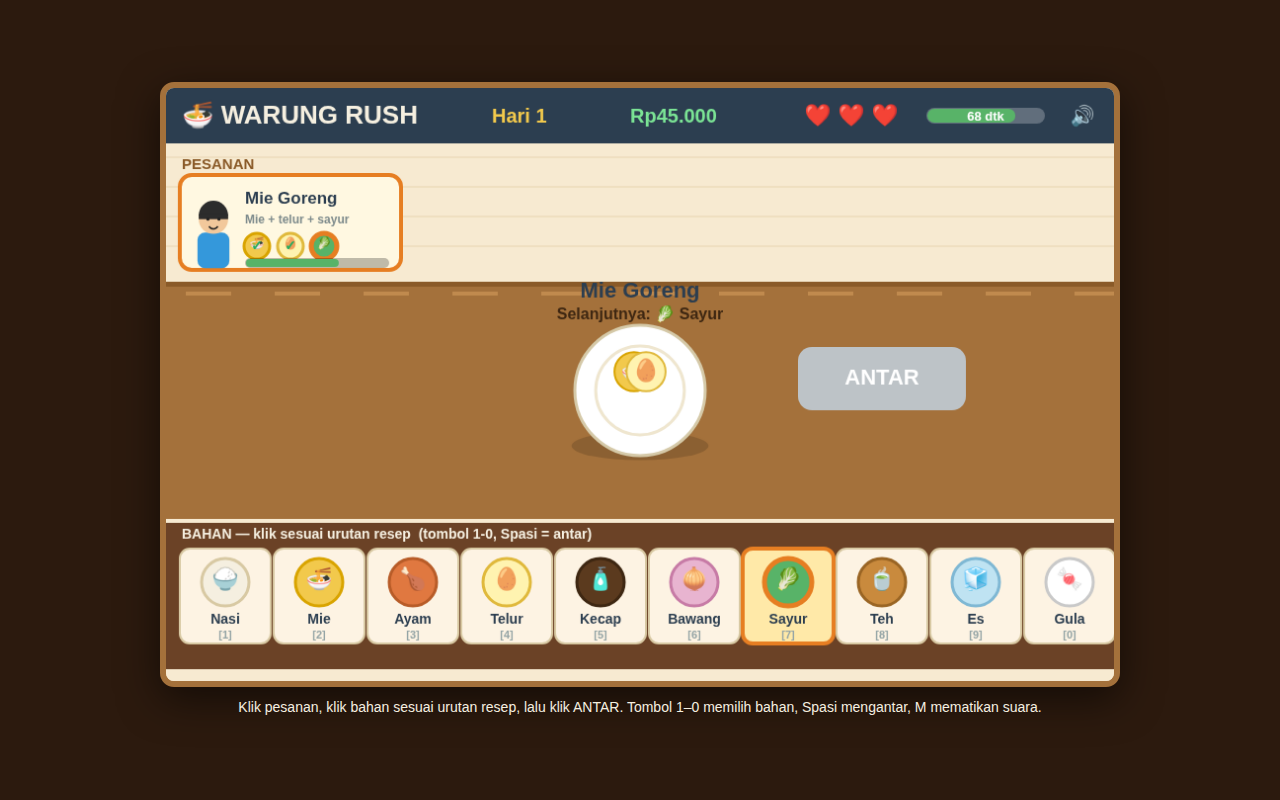 WARUNG RUSH
Hari 1
Rp45.000
68 dtk
PESANAN
Mie Goreng
Mie + telur + sayur
Mie Goreng
Selanjutnya: Sayur
ANTAR
BAHAN — klik sesuai urutan resep (tombol 1-0, Spasi = antar)
Nasi
[1]
Mie
[2]
Ayam
[3]
Telur
[4]
Kecap
[5]
Bawang
[6]
Sayur
[7]
Teh
[8]
Es
[9]
Gula
[0]
Klik pesanan, klik bahan sesuai urutan resep, lalu klik ANTAR. Tombol 1–0 memilih bahan, Spasi mengantar, M mematikan suara.